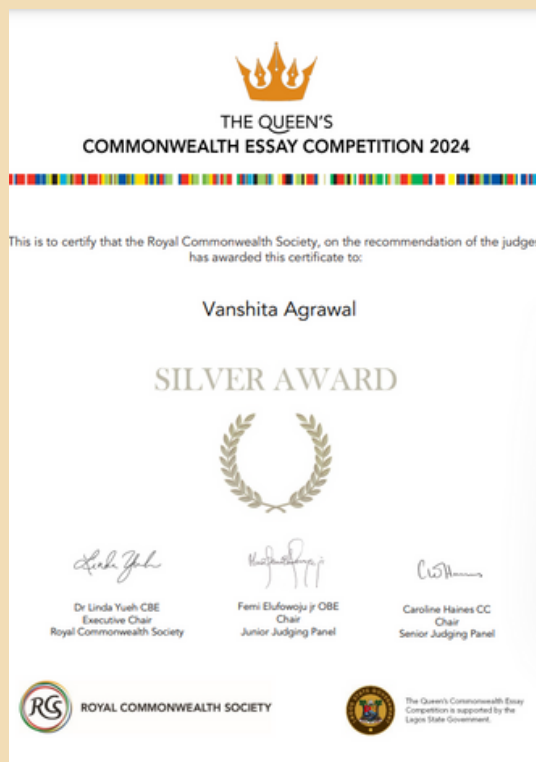 THE QUEEN'S
COMMONWEALTH ESSAY COMPETITION 2024
This is to certify that the Royal Commonwealth Society, on the recommendation of the judge
has awarded this certificate to:
Vanshita Agrawal
SILVER AWARD
Linda Yueh
Dr Linda Yueh CBE
Executive Chair
Royal Commonwealth Society
Femi Elufowoju jr OBE
Chair
Junior Judging Panel
Caroline Haines CC
Chair
Senior Judging Panel
RCS
ROYAL COMMONWEALTH SOCIETY
The Queen's Commonwealth Essay
Competition is supported by the
Lagos State Government.